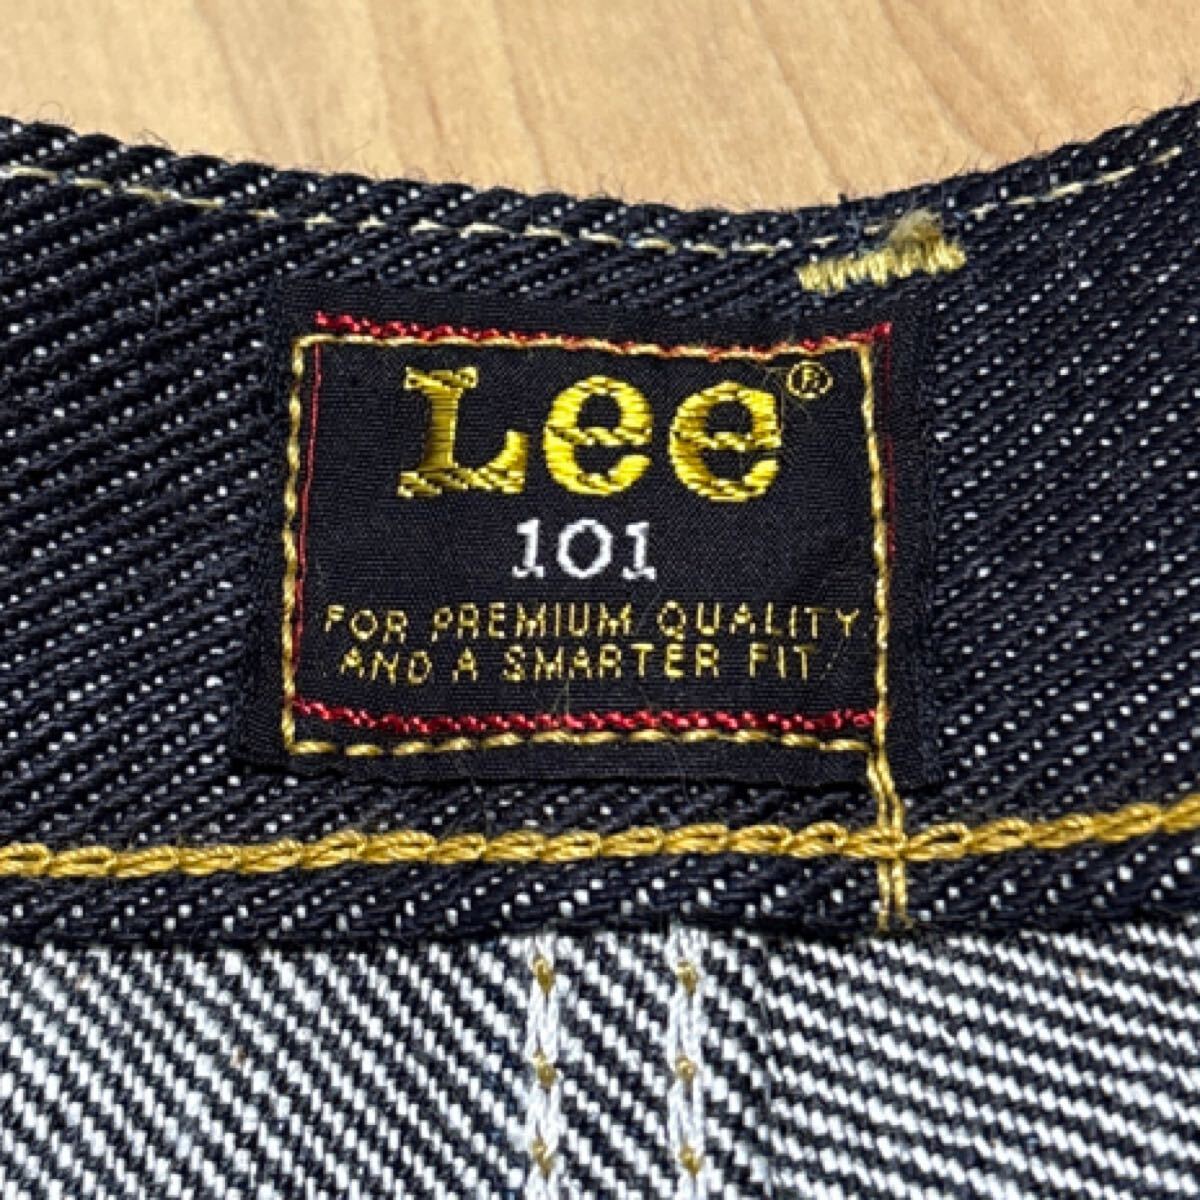 Lee®
101
FOR PREMIUM QUALITY
AND A SMARTER FIT